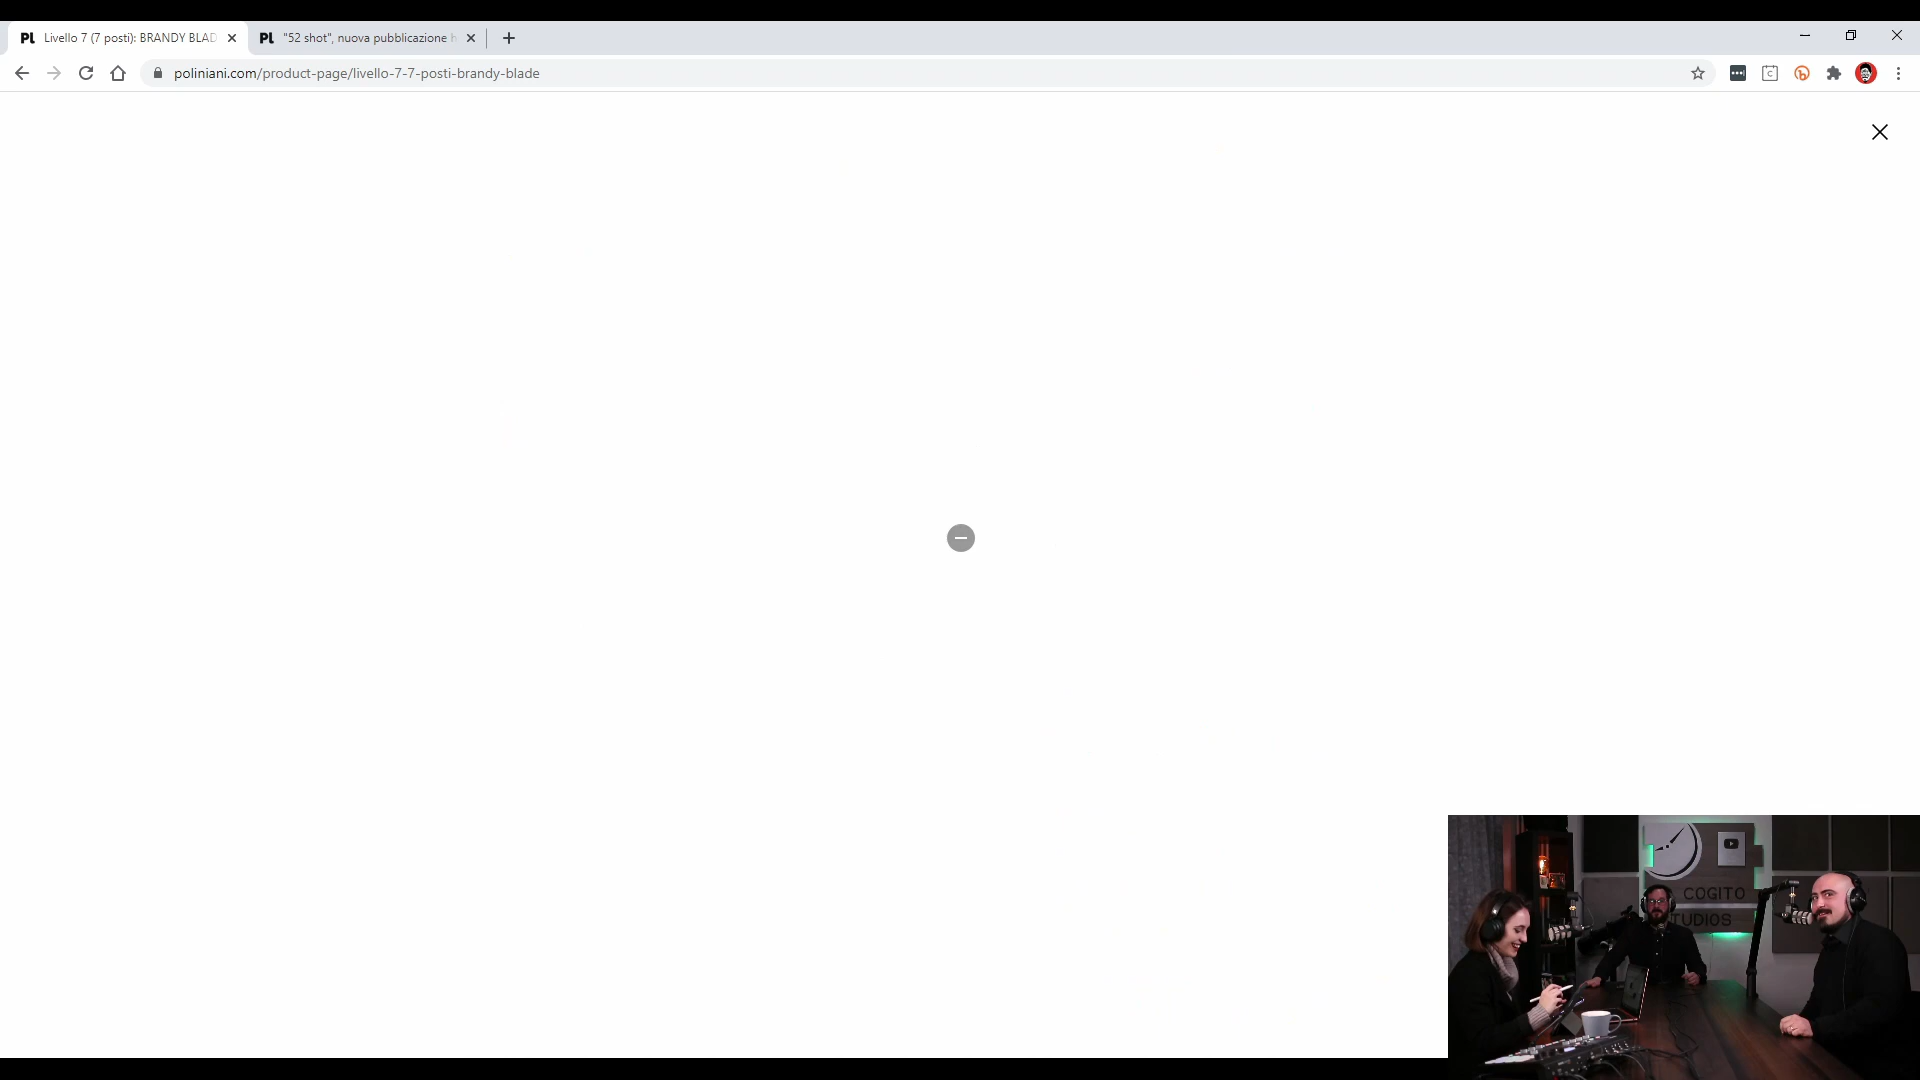 PL Livello 7 (7 posti): BRANDY BLAD
PL "52 shot", nuova pubblicazione h
poliniani.com/product-page/livello-7-7-posti-brandy-blade
COGITO
TUDIOS